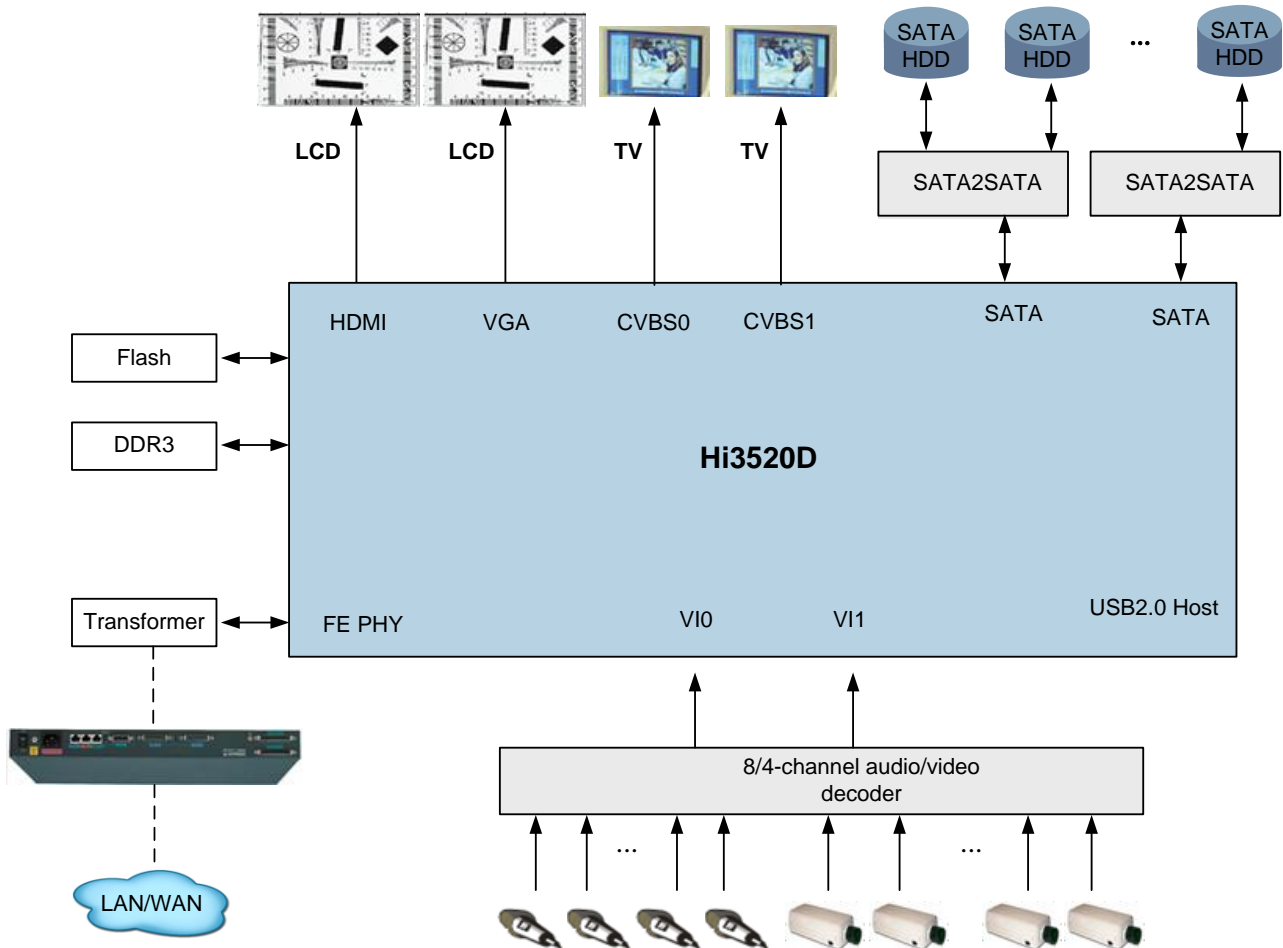 SATA
HDD
SATA
HDD
...
SATA
HDD
LCD
LCD
TV
TV
SATA2SATA
SATA2SATA
HDMI
VGA
CVBS0
CVBS1
SATA
SATA
Flash
DDR3
Hi3520D
Transformer
FE PHY
VI0
VI1
USB2.0 Host
8/4-channel audio/video
decoder
...
...
LAN/WAN